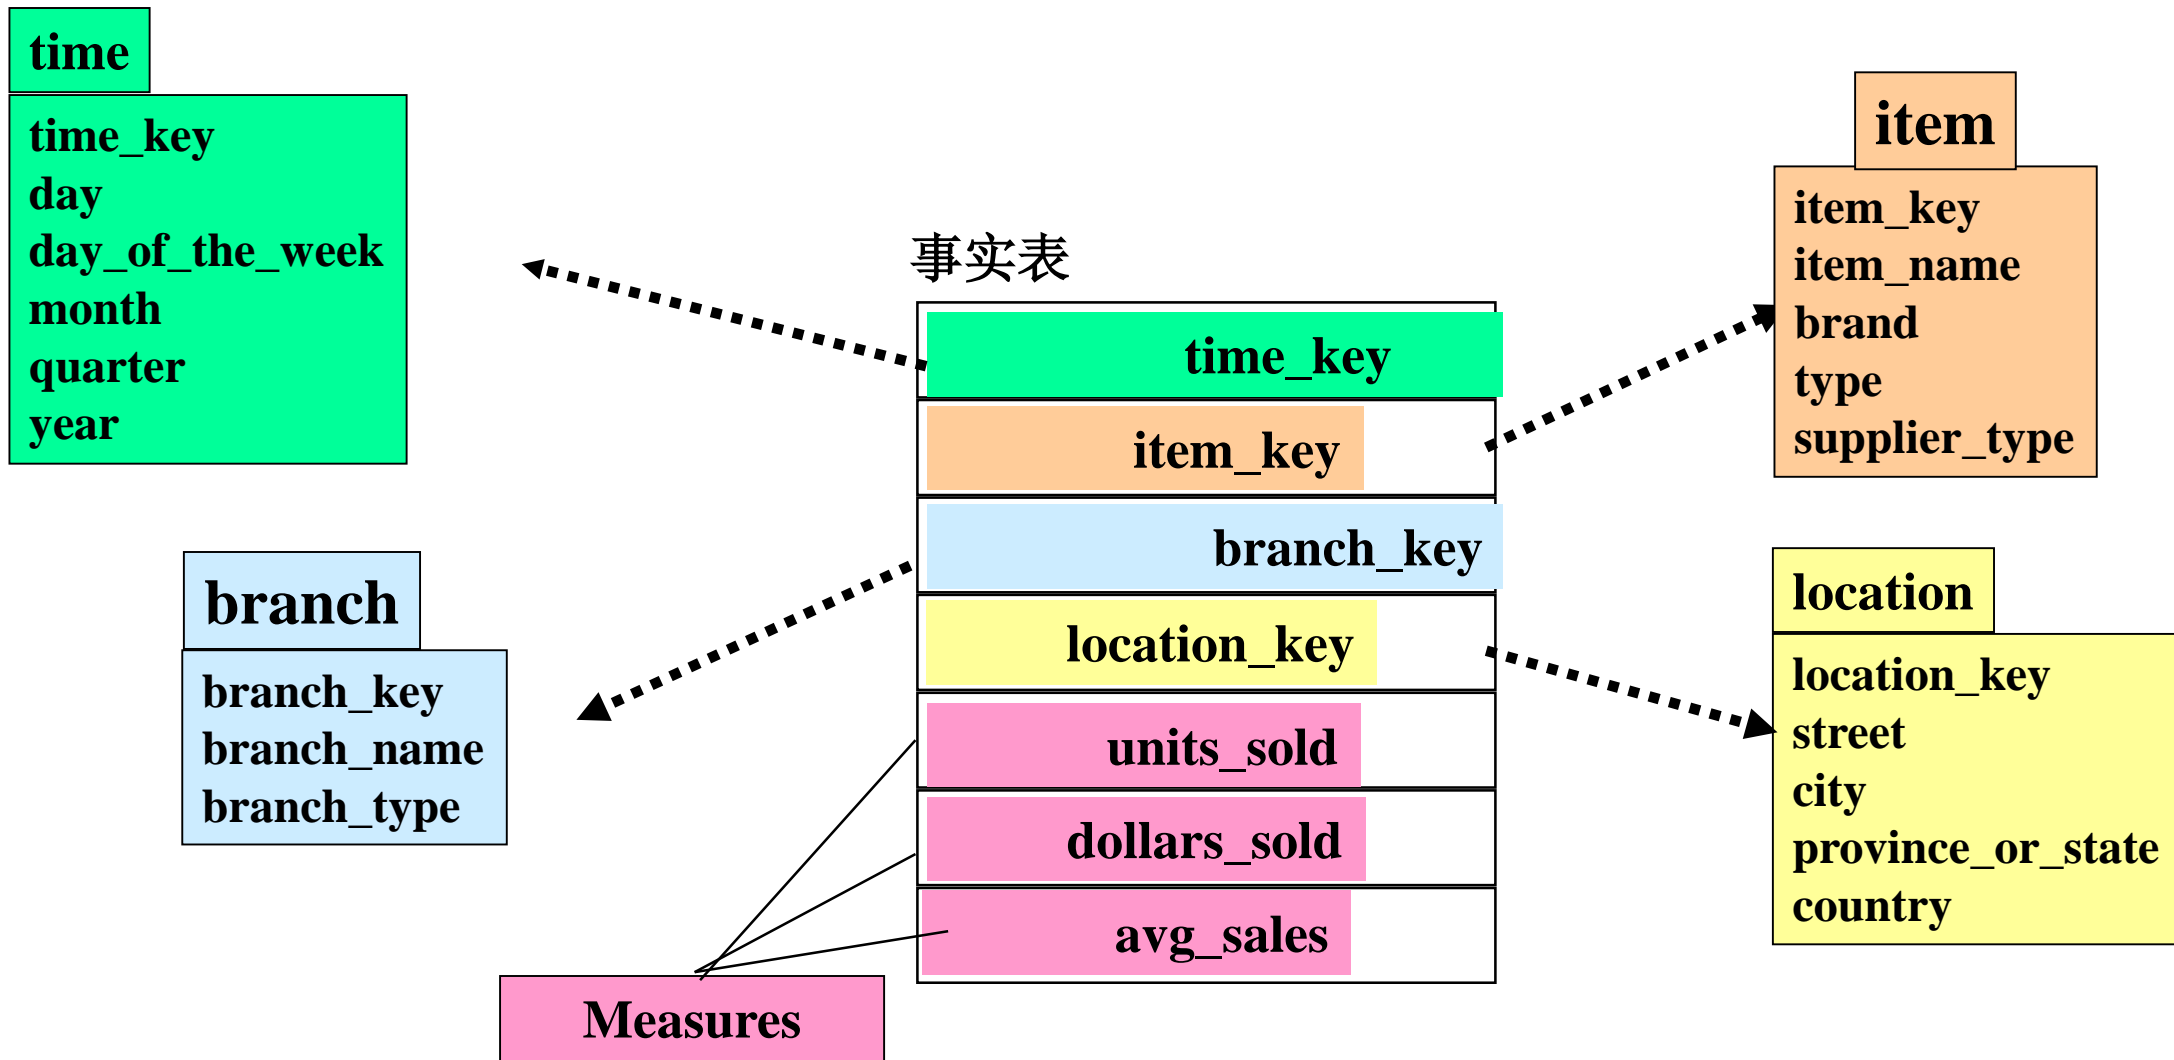 time
time_key
day
day_of_the_week
month
quarter
year
item
item_key
item_name
brand
type
supplier_type
事实表
time_key
item_key
branch_key
location_key
units_sold
dollars_sold
avg_sales
branch
branch_key
branch_name
branch_type
location
location_key
street
city
province_or_state
country
Measures